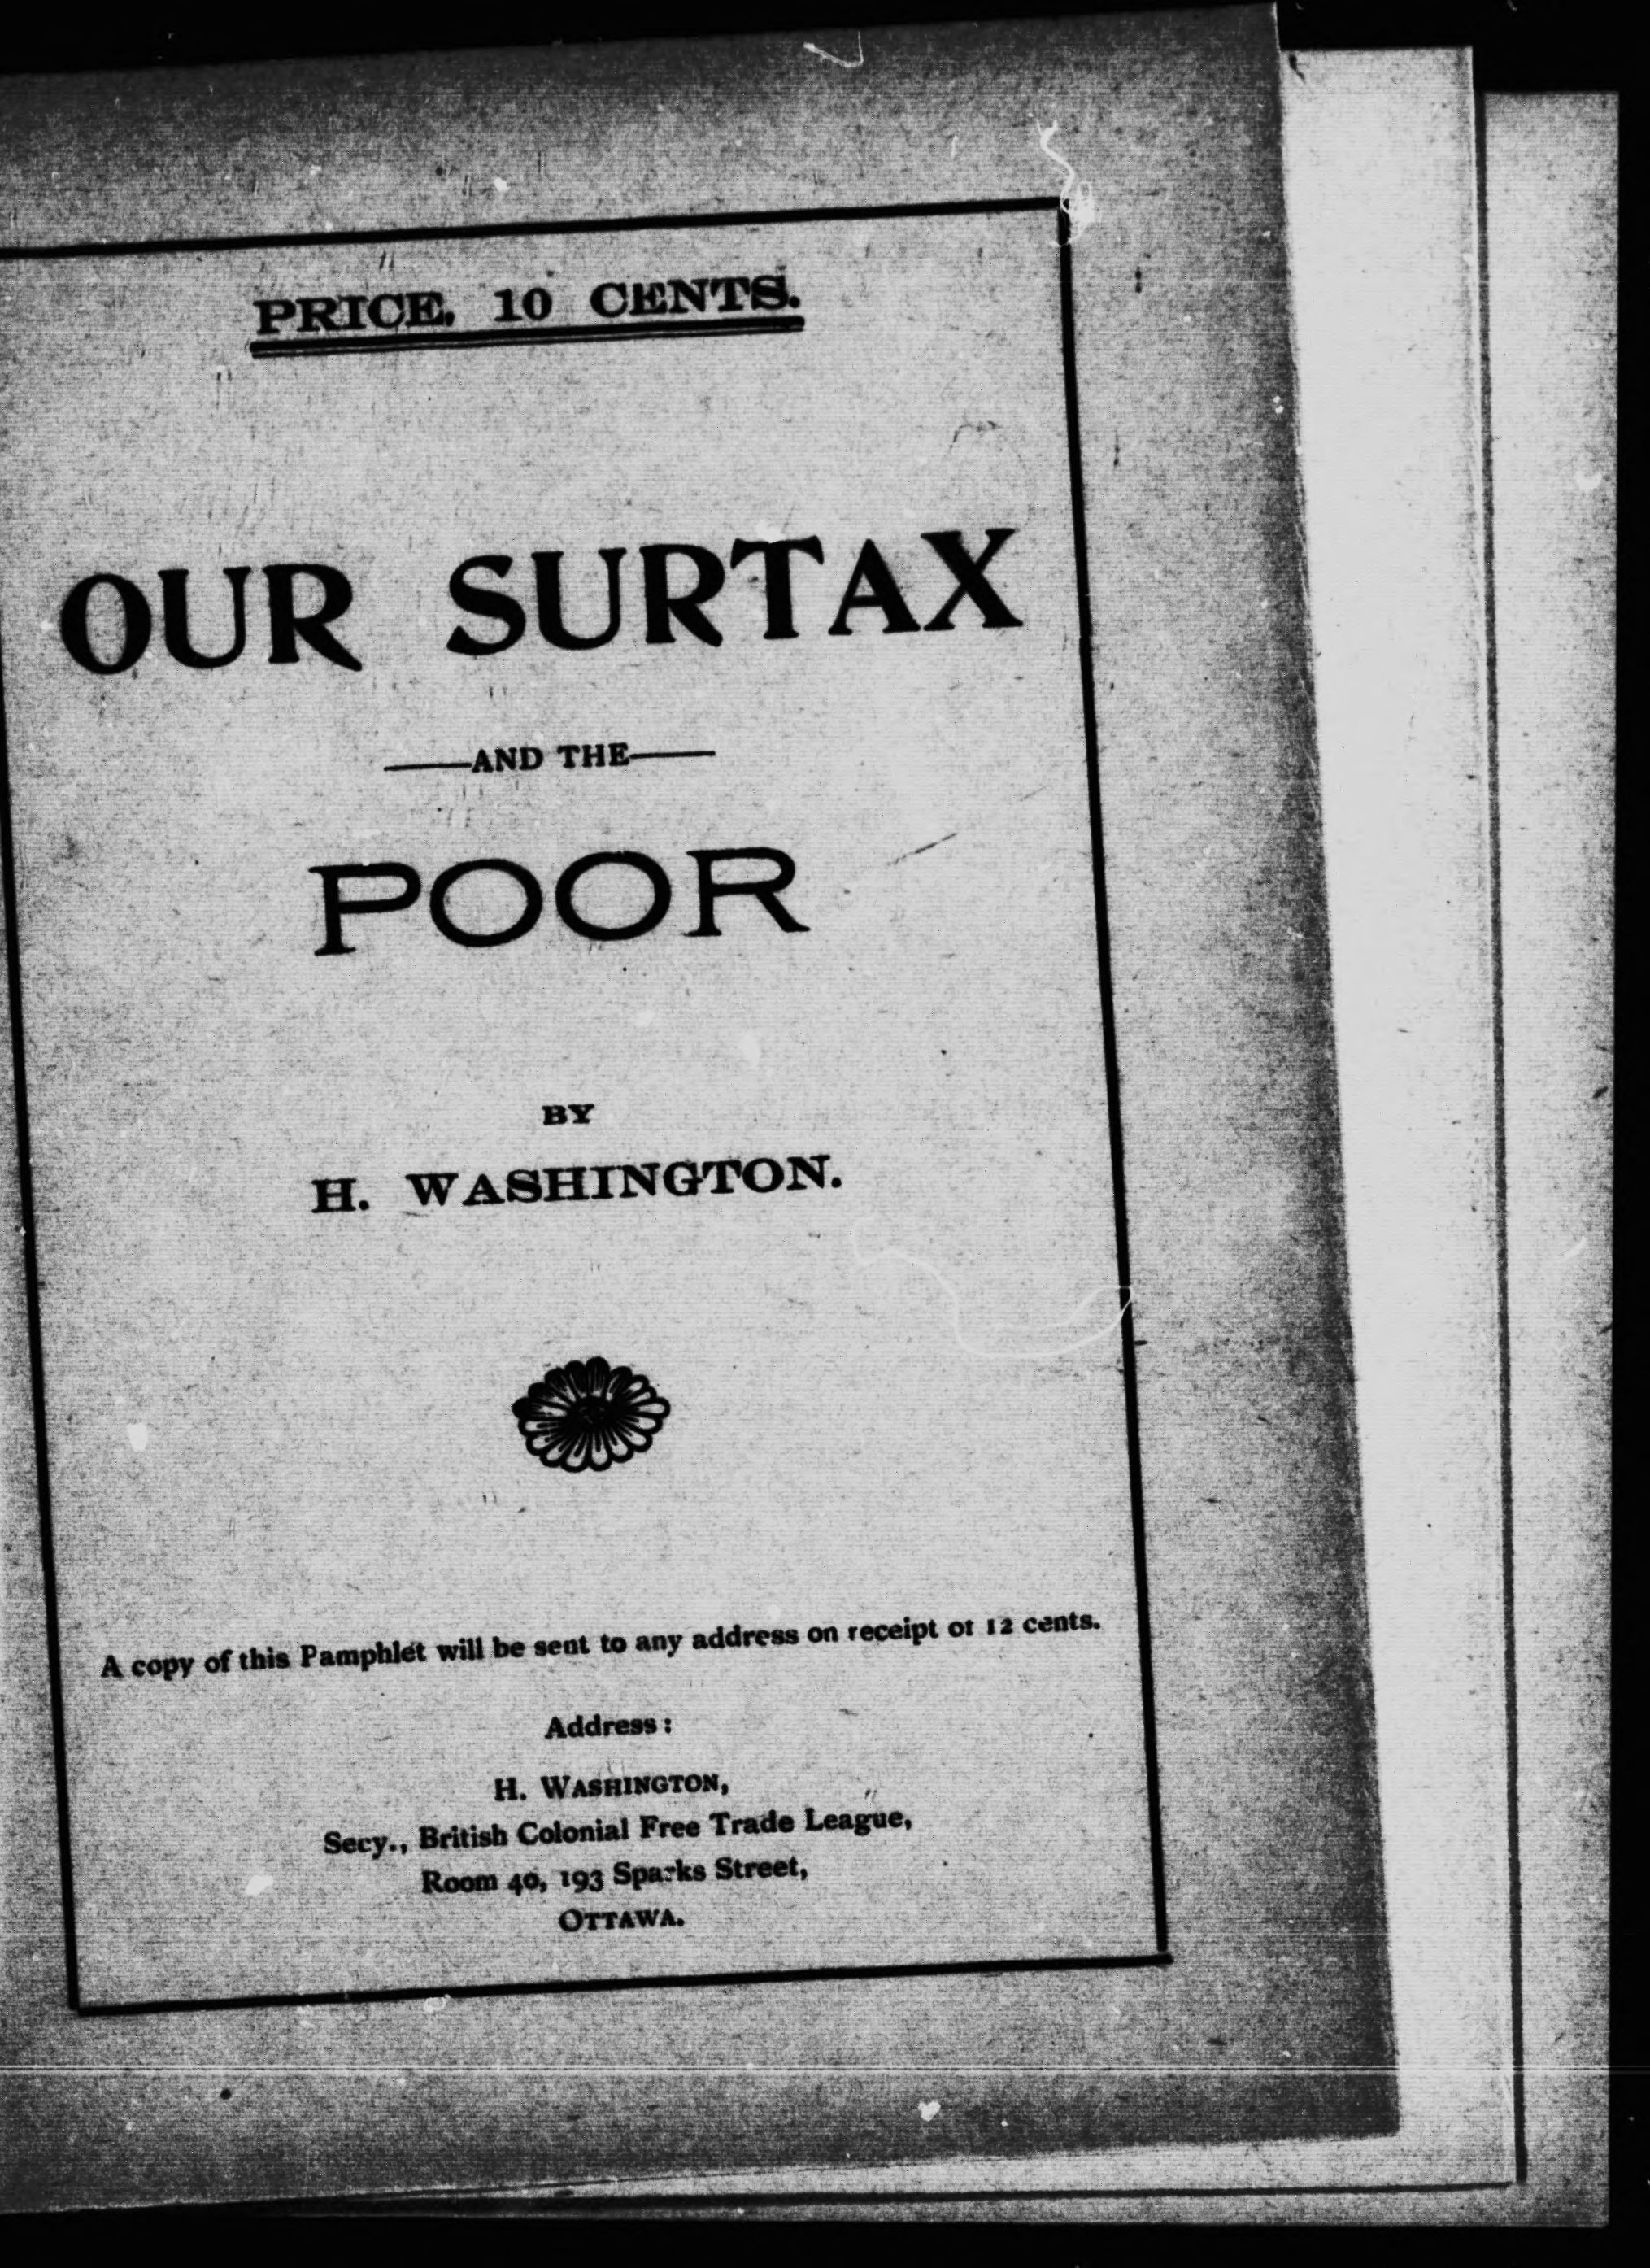 PRICE, 10 CENTS.
OUR SURTAX
—AND THE—
POOR
BY
H. WASHINGTON.
A copy of this Pamphlet will be sent to any address on receipt of 12 cents.
Address:
H. WASHINGTON,
Secy., British Colonial Free Trade League,
Room 40, 193 Sparks Street,
OTTAWA.